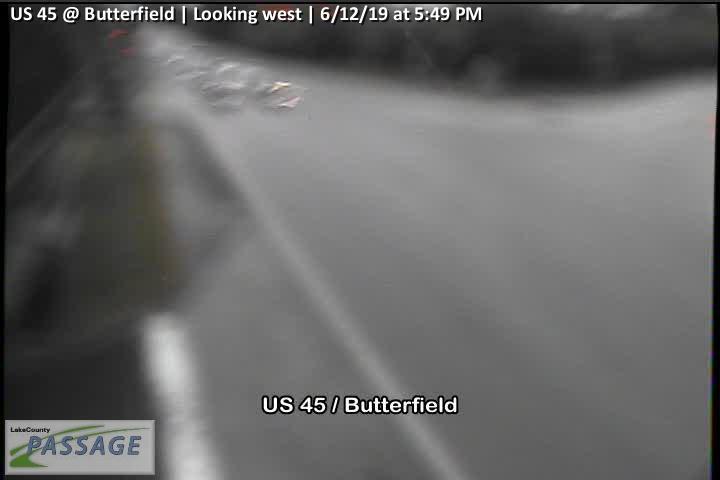 US 45 @ Butterfield | Looking west | 6/12/19 at 5:49 PM
US 45 / Butterfield
LakeCounty
PASSAGE